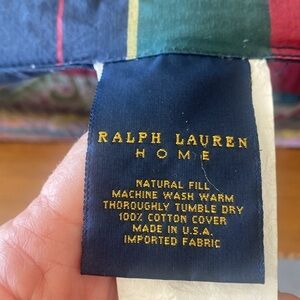 RALPH LAUREN
HOME
NATURAL FILL
MACHINE WASH WARM
THOROUGHLY TUMBLE DRY
100% COTTON COVER
MADE IN U.S.A.
IMPORTED FABRIC